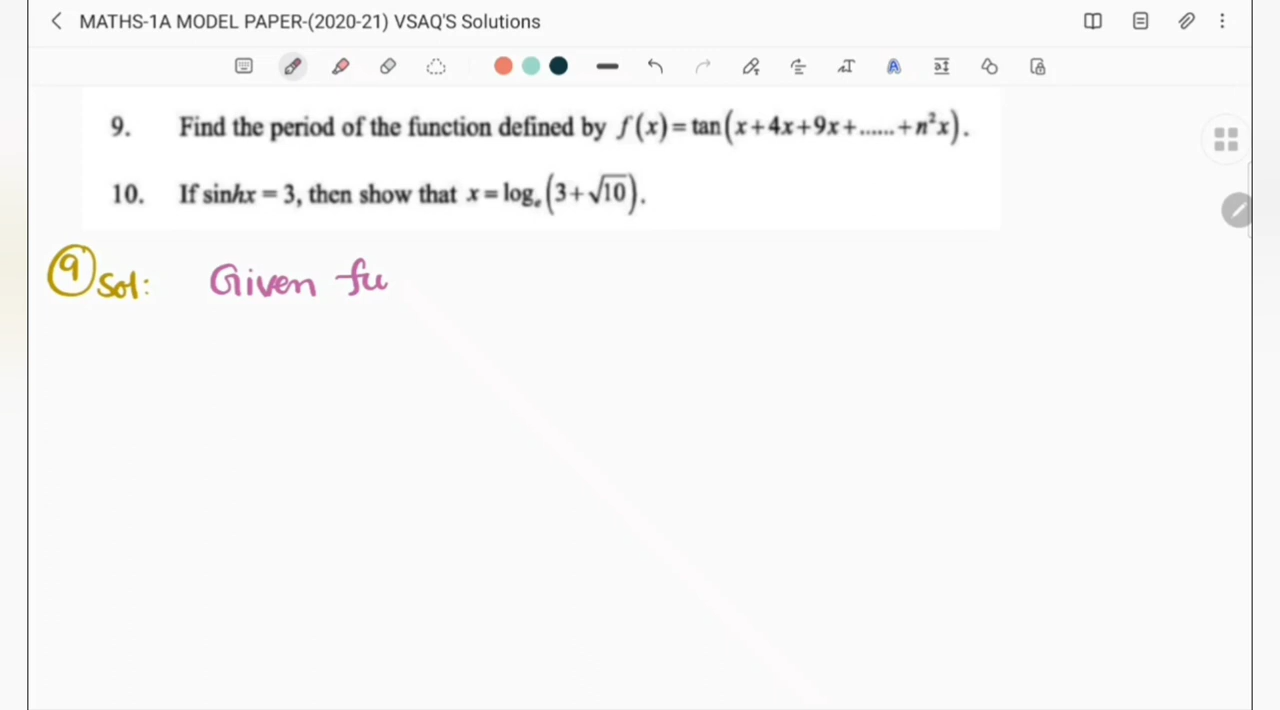 MATHS-1A MODEL PAPER-(2020-21) VSAQ'S Solutions
9. Find the period of the function defined by f(x)=tan(x+4x+9x+......+n²x).
10. If sinhx = 3, then show that x=logₑ(3+√10).
9 Sol: Given fu